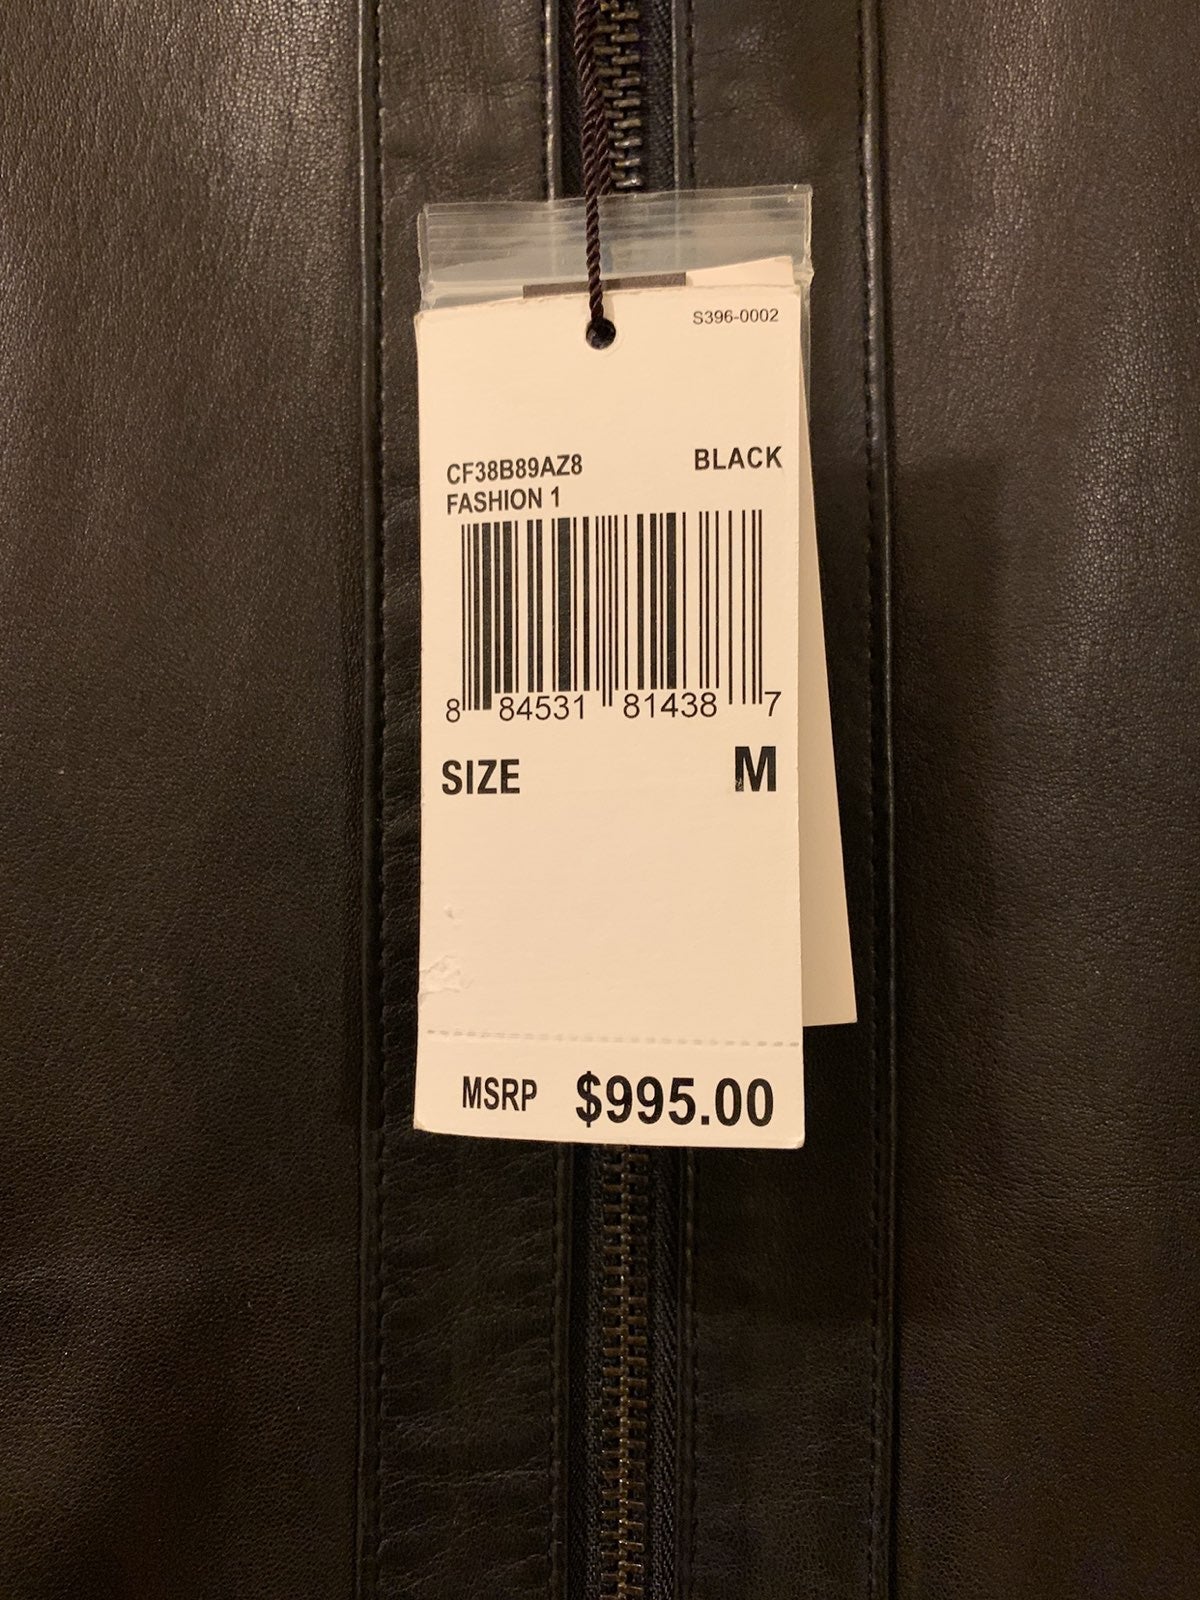 S396-0002
CF38B89AZ8 BLACK
FASHION 1
8 84531 81438 7
SIZE M
MSRP $995.00